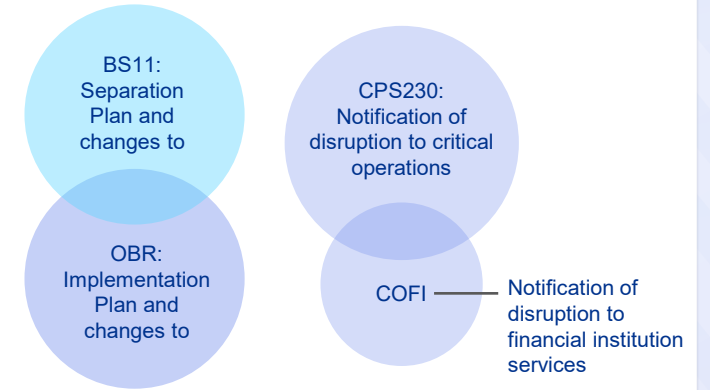 BS11:
Separation
Plan and
changes to
OBR:
Implementation
Plan and
changes to
CPS230:
Notification of
disruption to critical
operations
COFI
Notification of
disruption to
financial institution
services